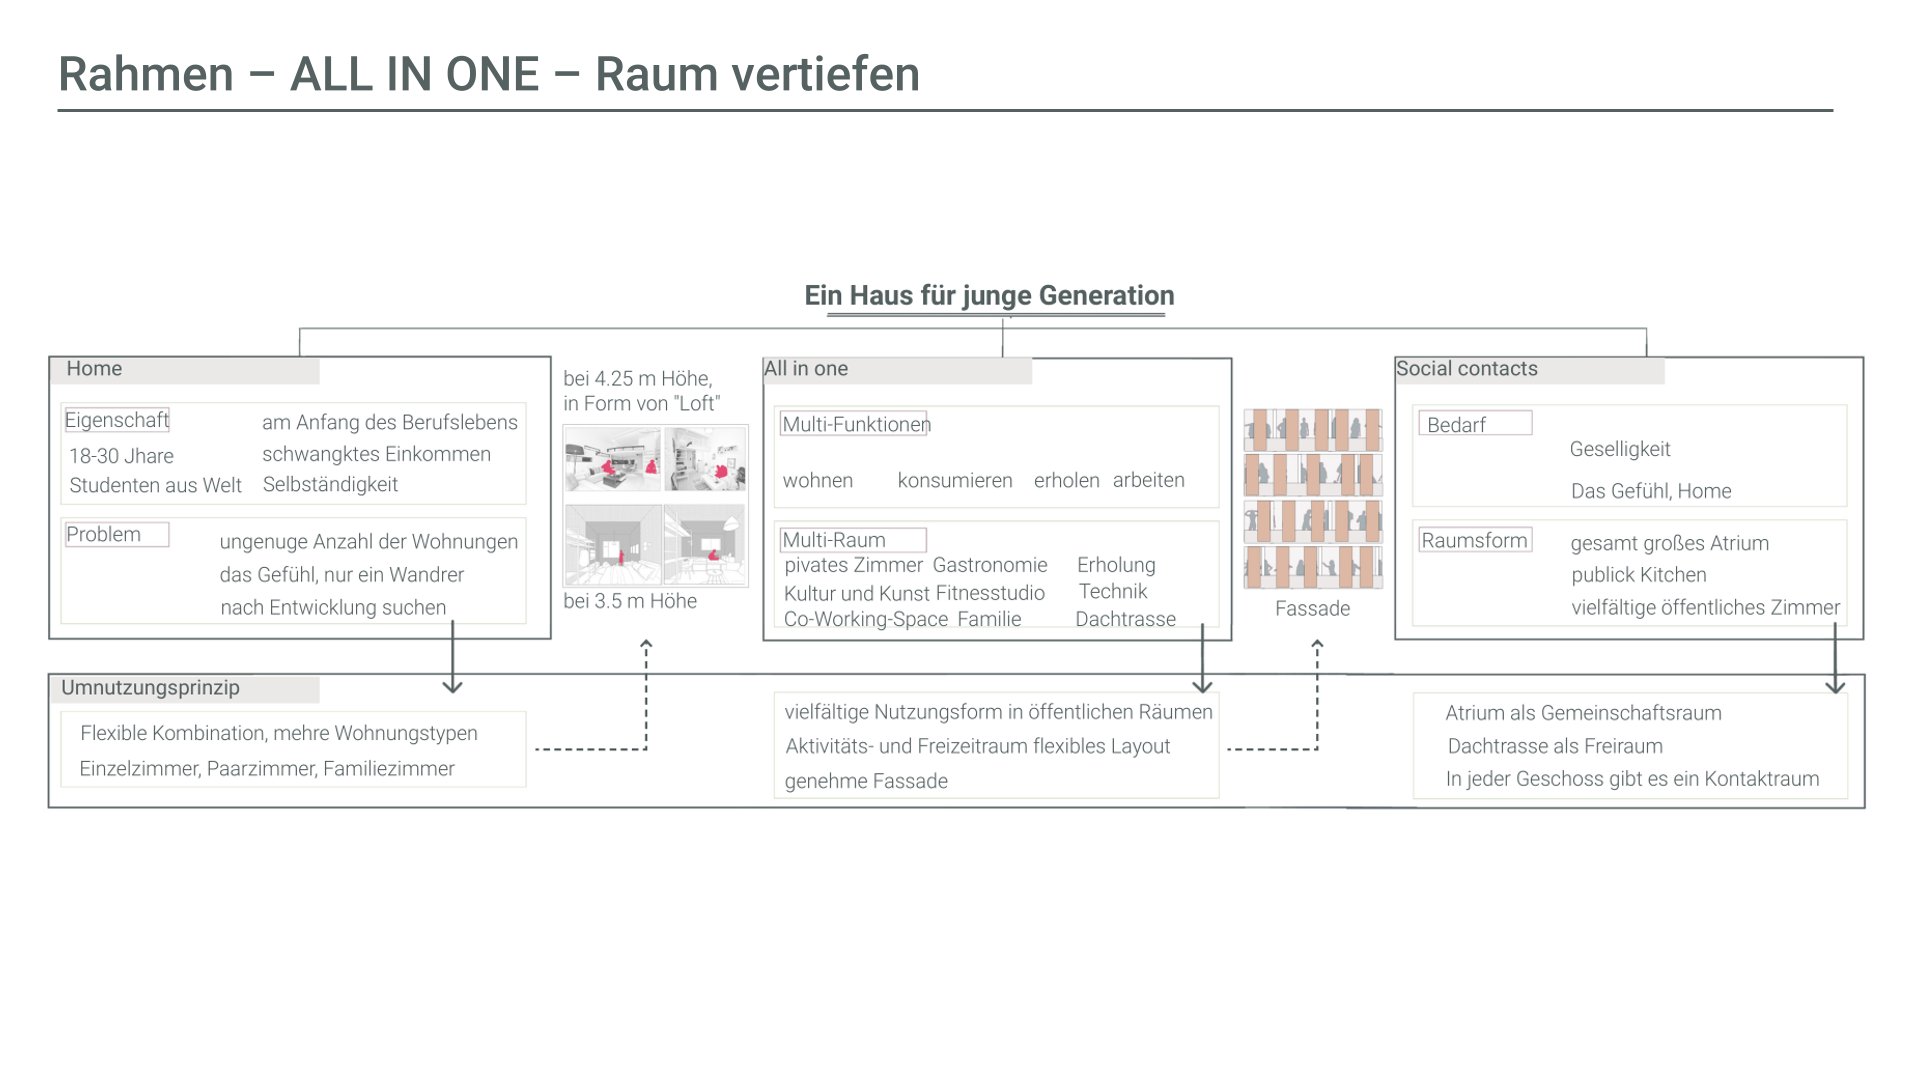 Rahmen – ALL IN ONE – Raum vertiefen
Ein Haus für junge Generation
Home
Eigenschaft
18-30 Jhare
Studenten aus Welt
am Anfang des Berufslebens
schwangktes Einkommen
Selbständigkeit
Problem
ungenuge Anzahl der Wohnungen
das Gefühl, nur ein Wandrer
nach Entwicklung suchen
bei 4.25 m Höhe,
in Form von "Loft"
bei 3.5 m Höhe
All in one
Multi-Funktionen
wohnen konsumieren erholen arbeiten
Multi-Raum
pivates Zimmer Gastronomie Erholung
Kultur und Kunst Fitnesstudio Technik
Co-Working-Space Familie Dachtrasse
Fassade
Social contacts
Bedarf
Geselligkeit
Das Gefühl, Home
Raumsform
gesamt großes Atrium
publick Kitchen
vielfältige öffentliches Zimmer
Umnutzungsprinzip
Flexible Kombination, mehre Wohnungstypen
Einzelzimmer, Paarzimmer, Familiezimmer
vielfältige Nutzungsform in öffentlichen Räumen
Aktivitäts- und Freizeitraum flexibles Layout
genehme Fassade
Atrium als Gemeinschaftsraum
Dachtrasse als Freiraum
In jeder Geschoss gibt es ein Kontaktraum